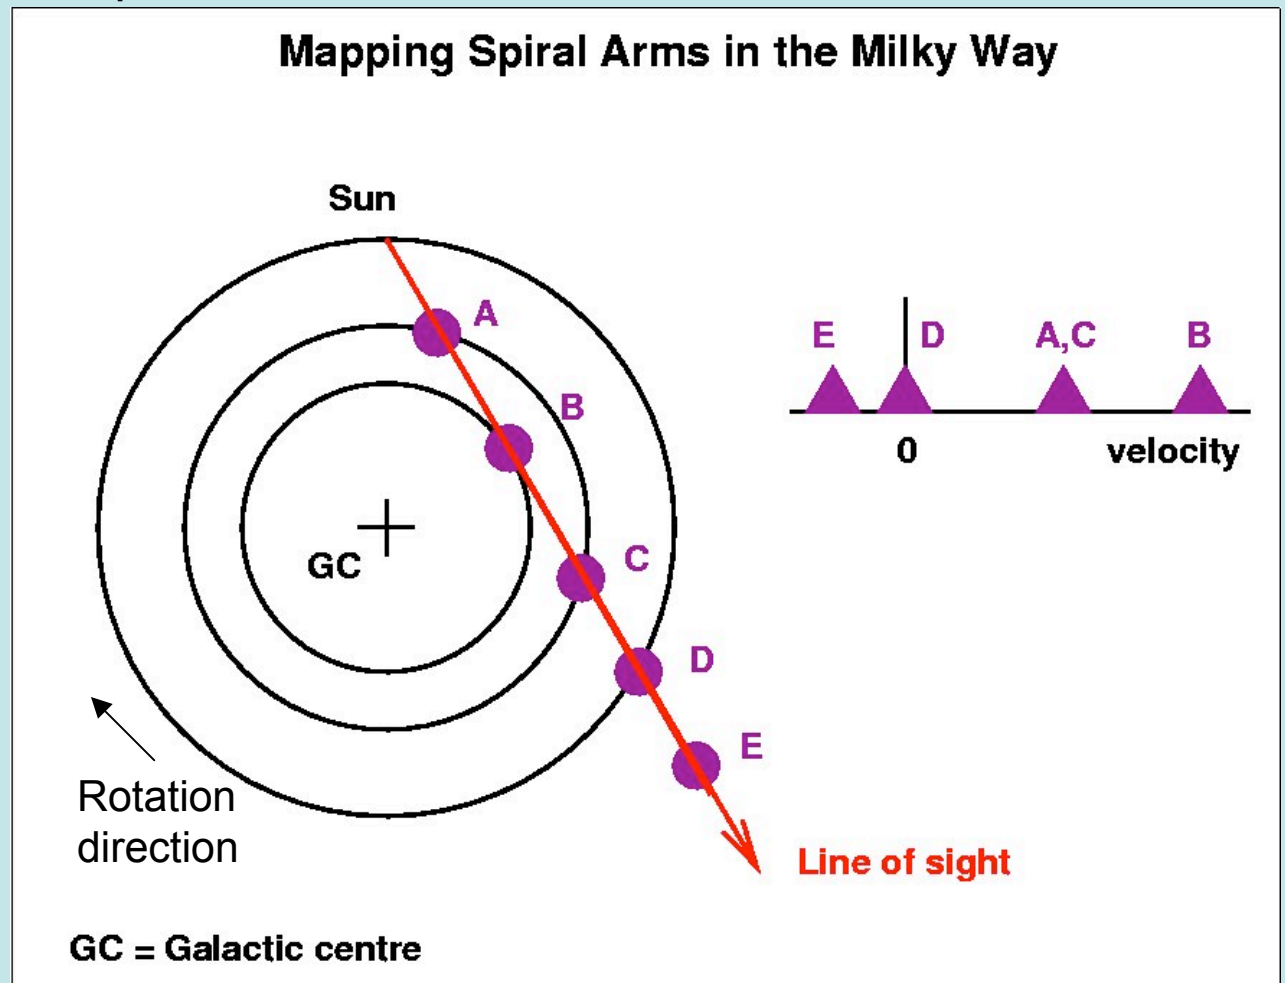 Mapping Spiral Arms in the Milky Way
Sun
A
B
C
D
E
GC
E
D
A,C
B
0
velocity
Rotation
direction
Line of sight
GC = Galactic centre